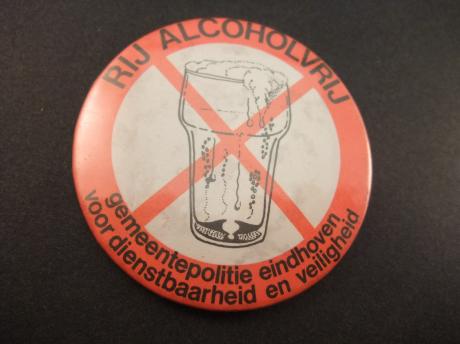 RIJ ALCOHOLVRIJ
gemeentepolitie eindhoven
voor dienstbaarheid en veiligheid